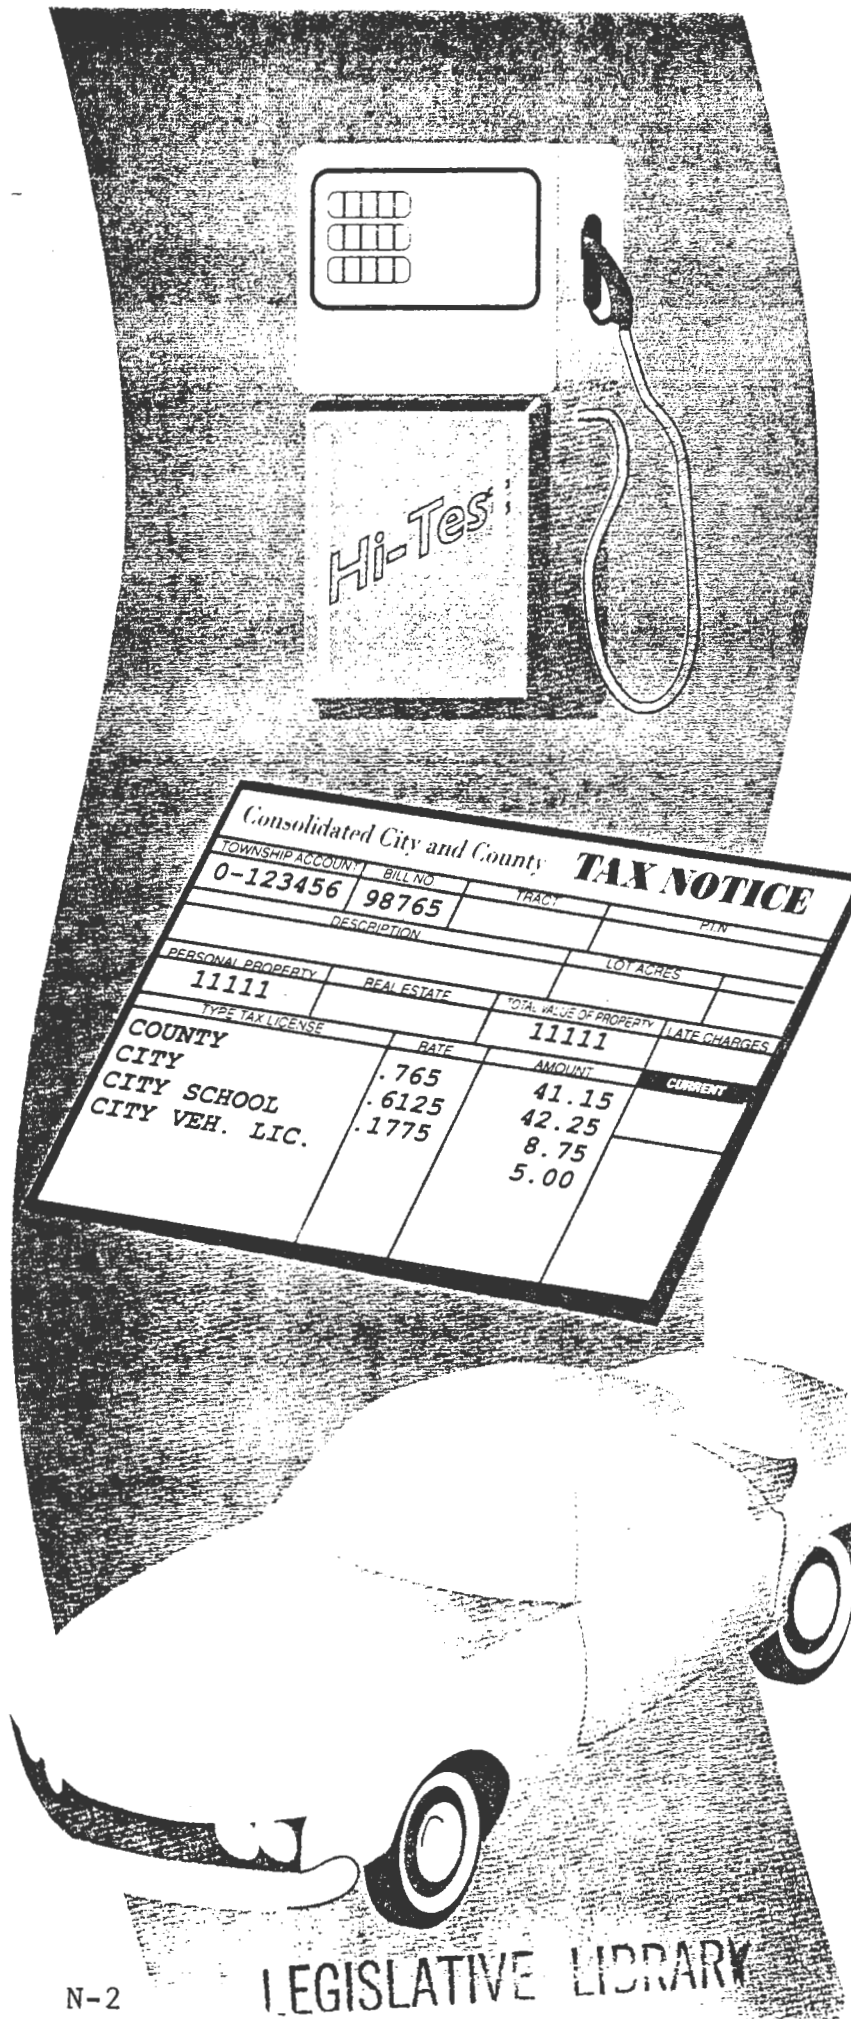 Hi-Test
Consolidated City and County TAX NOTICE
TOWNSHIP ACCOUNT BILL NO TRACT P.T.N
0-123456 98765
DESCRIPTION LOT ACRES
PERSONAL PROPERTY REAL ESTATE TOTAL VALUE OF PROPERTY LATE CHARGES
11111 11111
TYPE TAX LICENSE RATE AMOUNT CURRENT
COUNTY .765 41.15
CITY .6125 42.25
CITY SCHOOL .1775 8.75
CITY VEH. LIC. 5.00
N-2
LEGISLATIVE LIBRARY